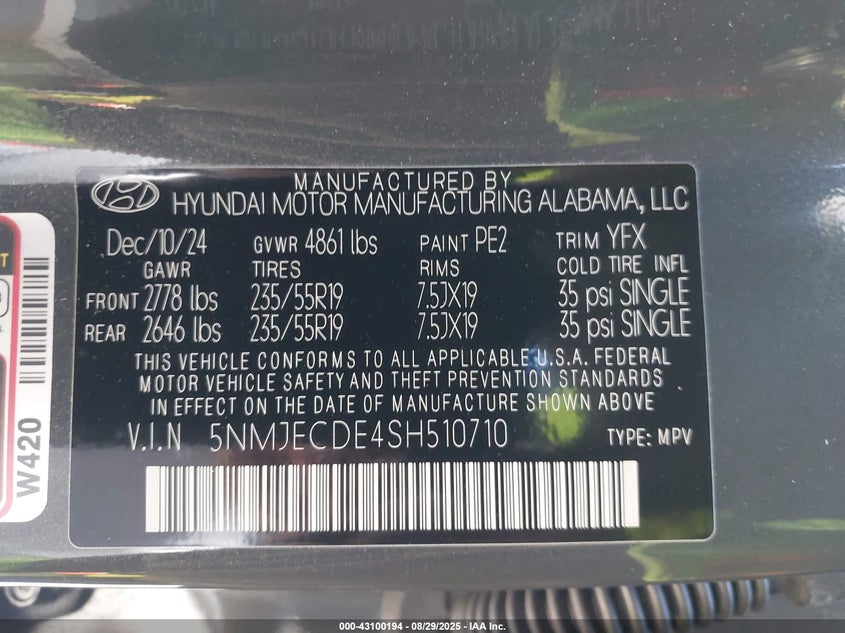 MANUFACTURED BY
HYUNDAI MOTOR MANUFACTURING ALABAMA, LLC
Dec/10/24 GVWR 4861 lbs PAINT PE2 TRIM YFX
GAWR TIRES RIMS COLD TIRE INFL
FRONT 2778 lbs 235/55R19 7.5JX19 35 psi SINGLE
REAR 2646 lbs 235/55R19 7.5JX19 35 psi SINGLE
THIS VEHICLE CONFORMS TO ALL APPLICABLE U.S.A. FEDERAL
MOTOR VEHICLE SAFETY AND THEFT PREVENTION STANDARDS
IN EFFECT ON THE DATE OF MANUFACTURE SHOWN ABOVE
V.I.N 5NMJECDE4SH510710 TYPE: MPV
W420
000-43100194 - 08/29/2025 - IAA Inc.